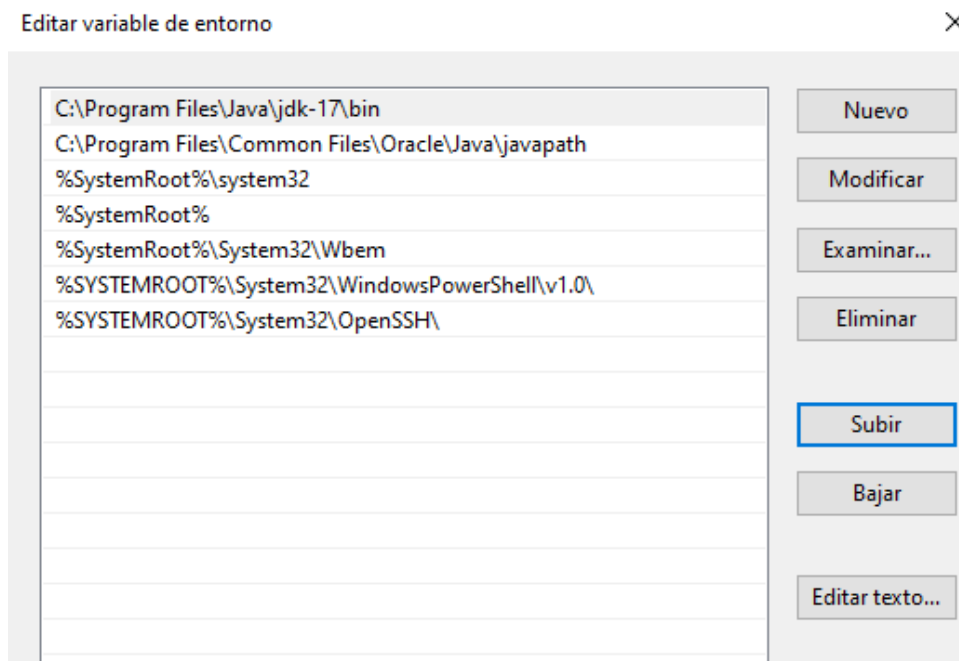 Editar variable de entorno
C:\Program Files\Java\jdk-17\bin
C:\Program Files\Common Files\Oracle\Java\javapath
%SystemRoot%\system32
%SystemRoot%
%SystemRoot%\System32\Wbem
%SYSTEMROOT%\System32\WindowsPowerShell\v1.0\
%SYSTEMROOT%\System32\OpenSSH\
Nuevo
Modificar
Examinar...
Eliminar
Subir
Bajar
Editar texto...